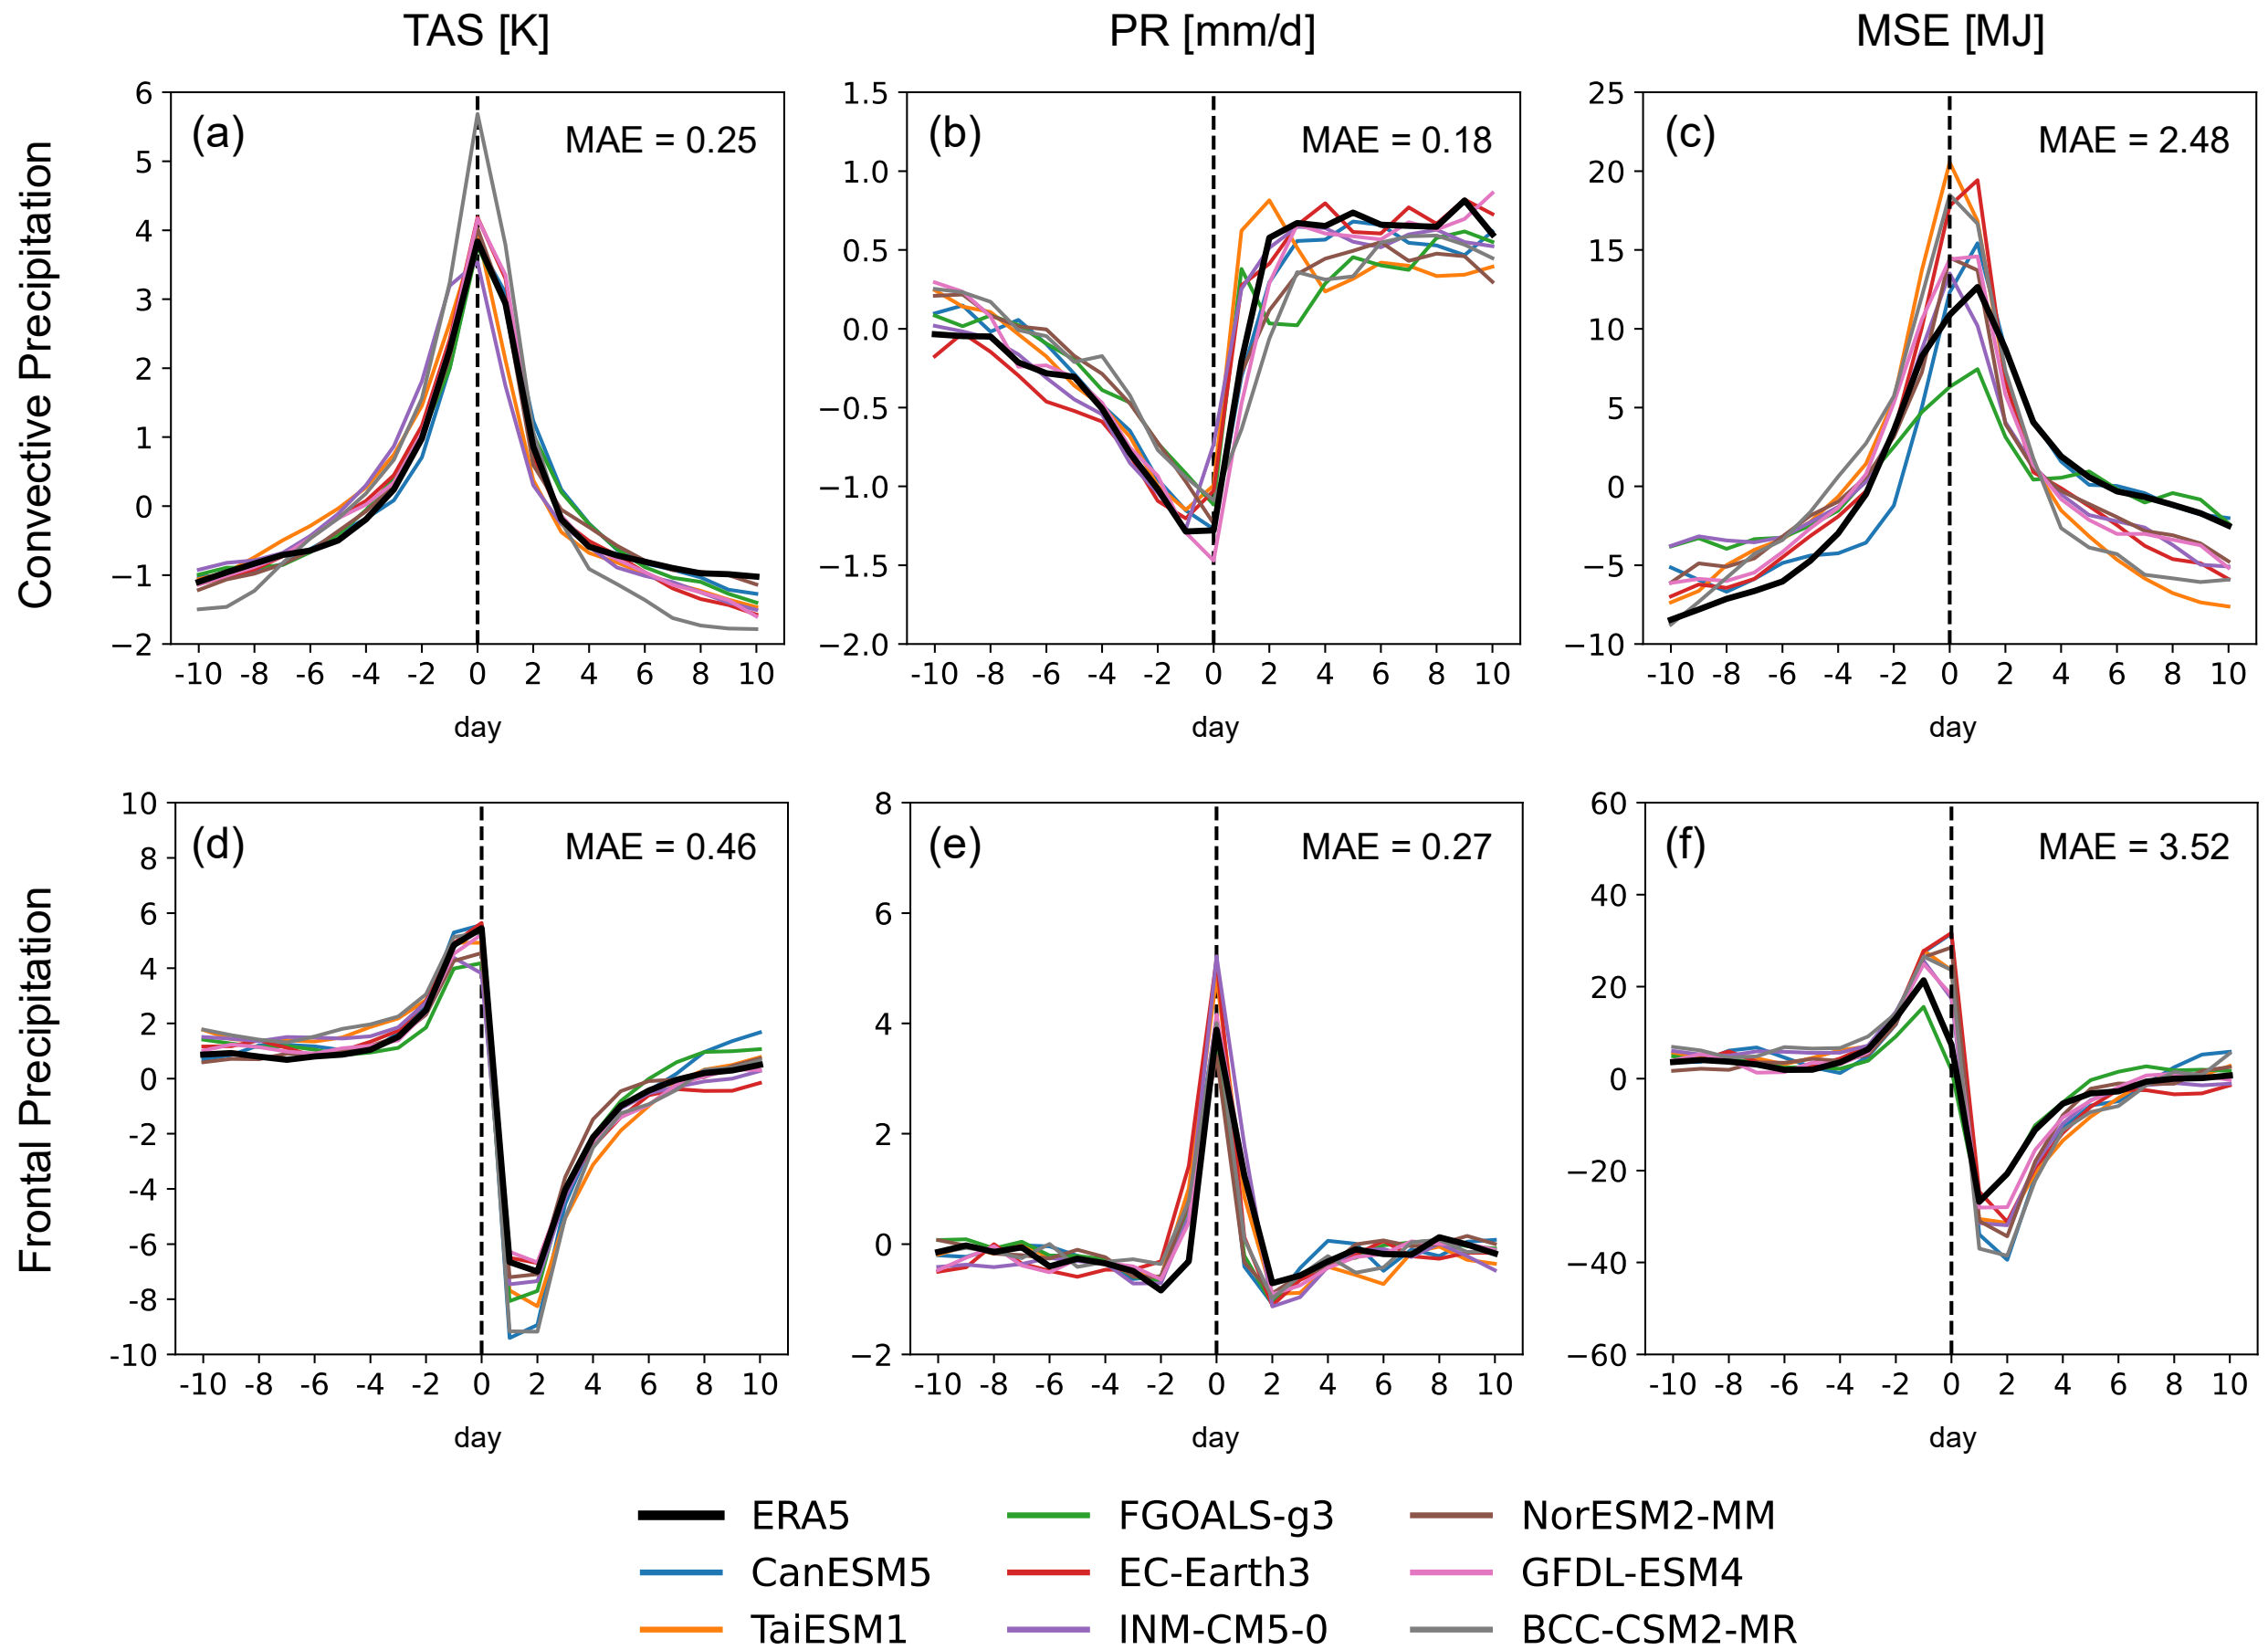 TAS [K]
PR [mm/d]
MSE [MJ]
Convective Precipitation
(a)
MAE = 0.25
6
5
4
3
2
1
0
−1
−2
-10 -8 -6 -4 -2 0 2 4 6 8 10
day
(b)
MAE = 0.18
1.5
1.0
0.5
0.0
−0.5
−1.0
−1.5
−2.0
-10 -8 -6 -4 -2 0 2 4 6 8 10
day
(c)
MAE = 2.48
25
20
15
10
5
0
−5
−10
-10 -8 -6 -4 -2 0 2 4 6 8 10
day
Frontal Precipitation
(d)
MAE = 0.46
10
8
6
4
2
0
-2
-4
-6
-8
-10
-10 -8 -6 -4 -2 0 2 4 6 8 10
day
(e)
MAE = 0.27
8
6
4
2
0
−2
-10 -8 -6 -4 -2 0 2 4 6 8 10
day
(f)
MAE = 3.52
60
40
20
0
−20
−40
−60
-10 -8 -6 -4 -2 0 2 4 6 8 10
day
ERA5
CanESM5
TaiESM1
FGOALS-g3
EC-Earth3
INM-CM5-0
NorESM2-MM
GFDL-ESM4
BCC-CSM2-MR